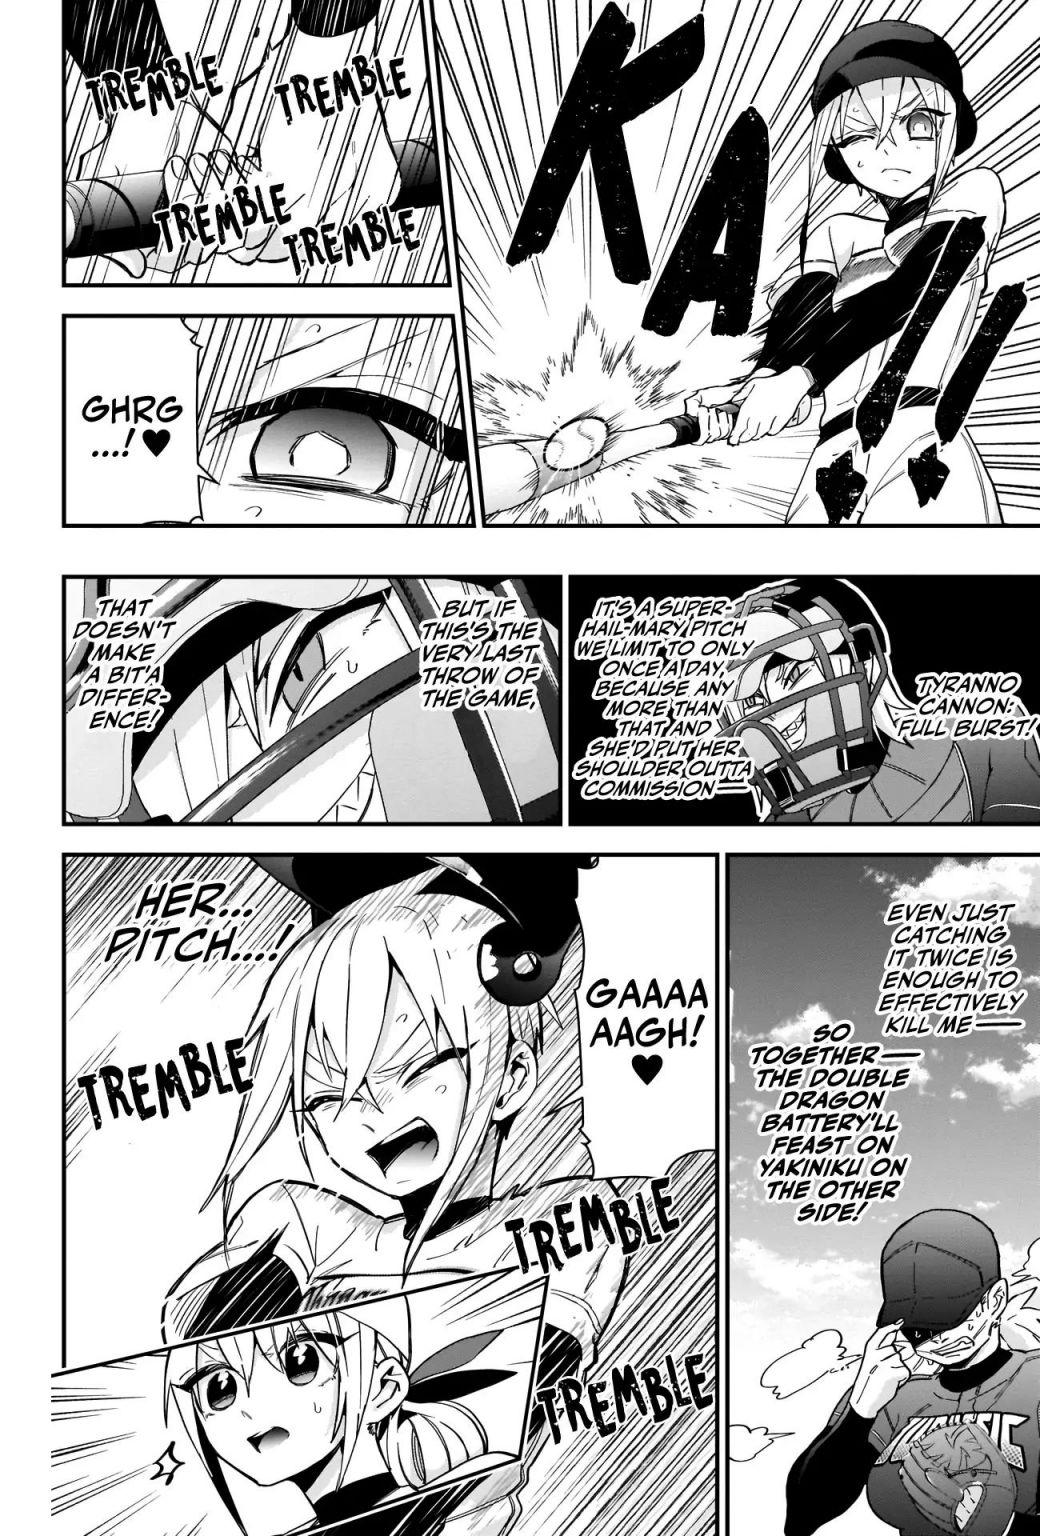 KA
TREMBLE
TREMBLE
TREMBLE
TREMBLE
GHRG
...! ♥
TYRANNO
CANNON:
FULL BURST!
IT'S A SUPER-
HAIL-MARY PITCH
WE LIMIT TO ONLY
ONCE A DAY,
BECAUSE ANY
MORE THAN
THAT AND
SHE'D PUT HER
SHOULDER OUTTA
COMMISSION—
BUT IF
THIS'S THE
VERY LAST
THROW OF
THE GAME,
THAT
DOESN'T
MAKE
A BIT'A
DIFFER-
ENCE!
EVEN JUST
CATCHING
IT TWICE IS
ENOUGH TO
EFFECTIVELY
KILL ME—
SO
TOGETHER—
THE DOUBLE
DRAGON
BATTERY'LL
FEAST ON
YAKINIKU ON
THE OTHER
SIDE!
GAAAA
AAGH!
♥
HER...
PITCH...!
TREMBLE
TREMBLE
TREMBLE